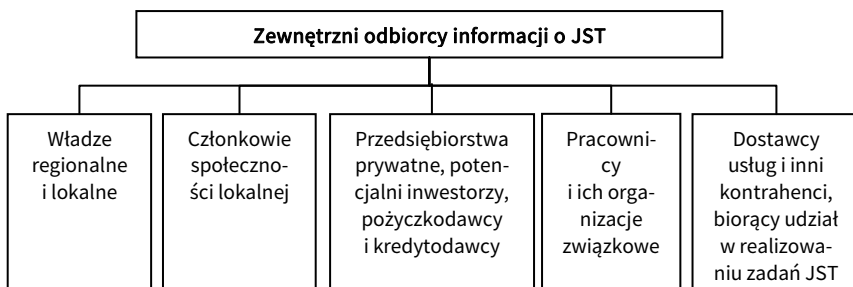 Zewnętrzni odbiorcy informacji o JST
Władze
regionalne
i lokalne
Członkowie
społeczno-
ści lokalnej
Przedsiębiorstwa
prywatne, poten-
cjalni inwestorzy,
pożyczkodawcy
i kredytodawcy
Pracowni-
cy
i ich orga-
nizacje
związkowe
Dostawcy
usług i inni
kontrahenci,
biorący udział
w realizowa-
niu zadań JST